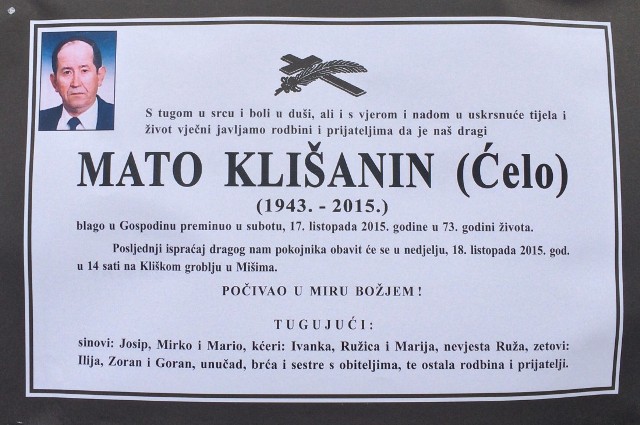 S tugom u srcu i boli u duši, ali i s vjerom i nadom u uskrsnuće tijela i
život vječni javljamo rodbini i prijateljima da je naš dragi
MATO KLIŠANIN (Ćelo)
(1943. - 2015.)
blago u Gospodinu preminuo u subotu, 17. listopada 2015. godine u 73. godini života.
Posljednji ispraćaj dragog nam pokojnika obavit će se u nedjelju, 18. listopada 2015. god.
u 14 sati na Kliškom groblju u Mišima.
POČIVAO U MIRU BOŽJEM!
TUGUJUĆI:
sinovi: Josip, Mirko i Mario, kćeri: Ivanka, Ružica i Marija, nevjesta Ruža, zetovi:
Ilija, Zoran i Goran, unučad, brća i sestre s obiteljima, te ostala rodbina i prijatelji.